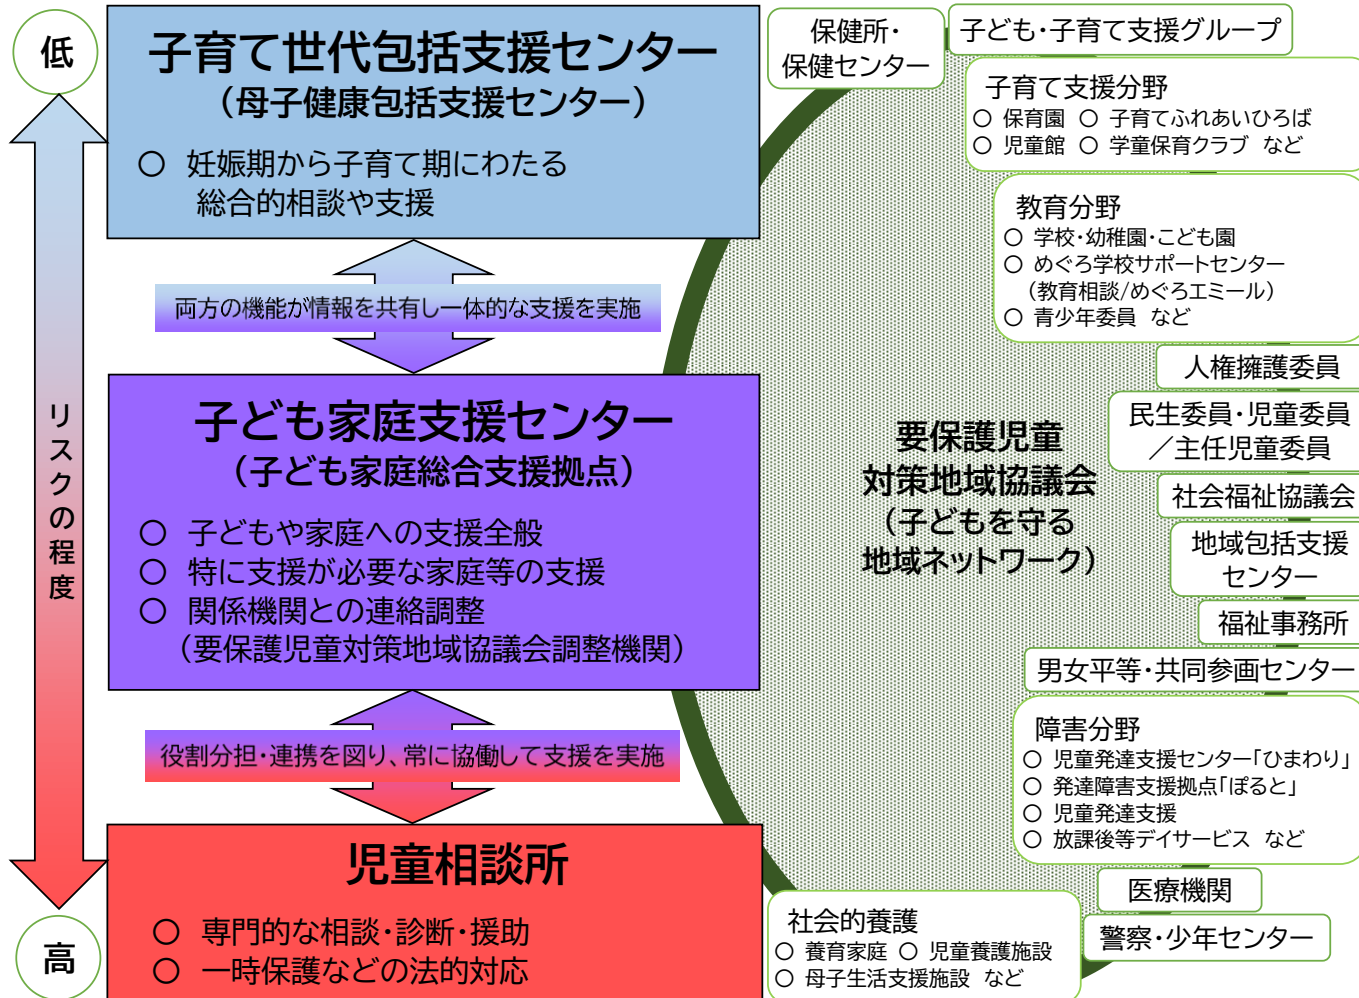 低
リスクの程度
高
子育て世代包括支援センター
（母子健康包括支援センター）
○ 妊娠期から子育て期にわたる
総合的相談や支援
両方の機能が情報を共有し一体的な支援を実施
子ども家庭支援センター
（子ども家庭総合支援拠点）
○ 子どもや家庭への支援全般
○ 特に支援が必要な家庭等の支援
○ 関係機関との連絡調整
（要保護児童対策地域協議会調整機関）
役割分担・連携を図り、常に協働して支援を実施
児童相談所
○ 専門的な相談・診断・援助
○ 一時保護などの法的対応
要保護児童
対策地域協議会
（子どもを守る
地域ネットワーク）
保健所・
保健センター
子ども・子育て支援グループ
子育て支援分野
○ 保育園 ○ 子育てふれあいひろば
○ 児童館 ○ 学童保育クラブ など
教育分野
○ 学校・幼稚園・こども園
○ めぐろ学校サポートセンター
（教育相談/めぐろエミール）
○ 青少年委員 など
人権擁護委員
民生委員・児童委員
／主任児童委員
社会福祉協議会
地域包括支援
センター
福祉事務所
男女平等・共同参画センター
障害分野
○ 児童発達支援センター「ひまわり」
○ 発達障害支援拠点「ぽると」
○ 児童発達支援
○ 放課後等デイサービス など
医療機関
警察・少年センター
社会的養護
○ 養育家庭 ○ 児童養護施設
○ 母子生活支援施設 など